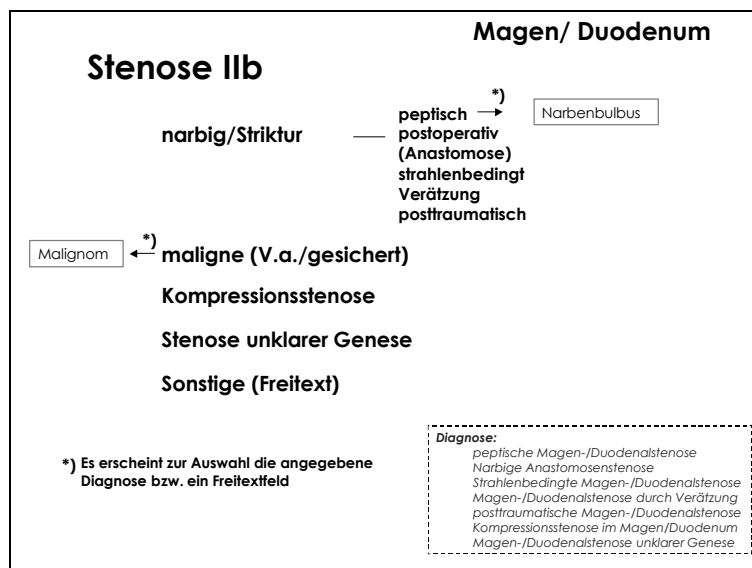 Magen/ Duodenum
Stenose IIb
*)
peptisch
Narbenbulbus
narbig/Striktur
postoperativ
(Anastomose)
strahlenbedingt
Verätzung
posttraumatisch
*)
Malignom
maligne (V.a./gesichert)
Kompressionsstenose
Stenose unklarer Genese
Sonstige (Freitext)
*) Es erscheint zur Auswahl die angegebene
Diagnose bzw. ein Freitextfeld
Diagnose:
peptische Magen-/Duodenalstenose
Narbige Anastomosenstenose
Strahlenbedingte Magen-/Duodenalstenose
Magen-/Duodenalstenose durch Verätzung
posttraumatische Magen-/Duodenalstenose
Kompressionsstenose im Magen/Duodenum
Magen-/Duodenalstenose unklarer Genese